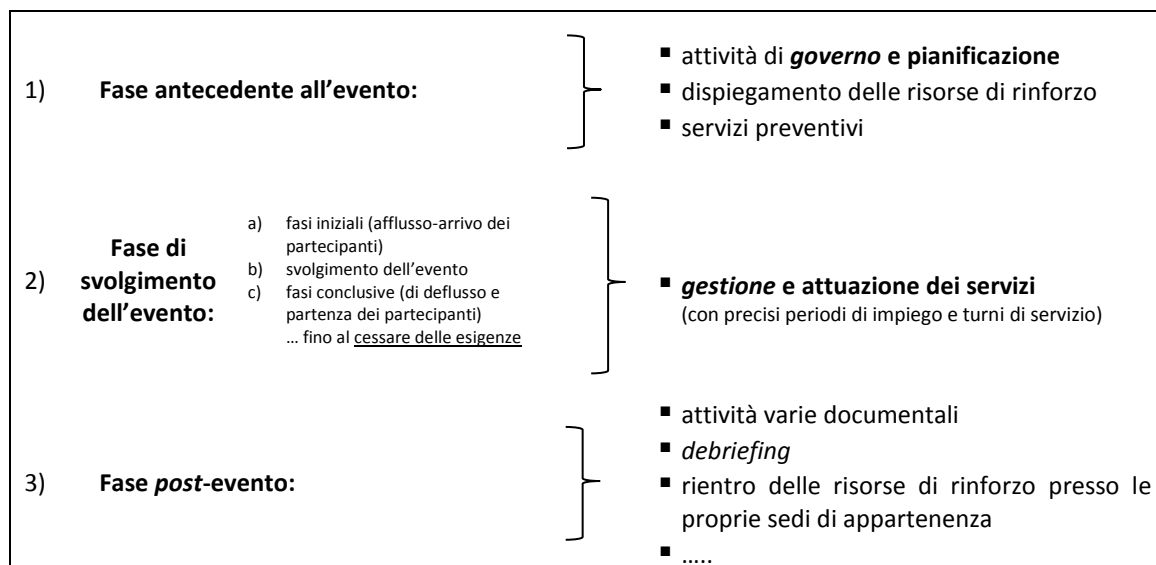 1) Fase antecedente all’evento:
▪ attività di governo e pianificazione
▪ dispiegamento delle risorse di rinforzo
▪ servizi preventivi
2) Fase di
svolgimento
dell’evento:
a) fasi iniziali (afflusso-arrivo dei
partecipanti)
b) svolgimento dell’evento
c) fasi conclusive (di deflusso e
partenza dei partecipanti)
... fino al cessare delle esigenze
▪ gestione e attuazione dei servizi
(con precisi periodi di impiego e turni di servizio)
3) Fase post-evento:
▪ attività varie documentali
▪ debriefing
▪ rientro delle risorse di rinforzo presso le
proprie sedi di appartenenza
▪ .....